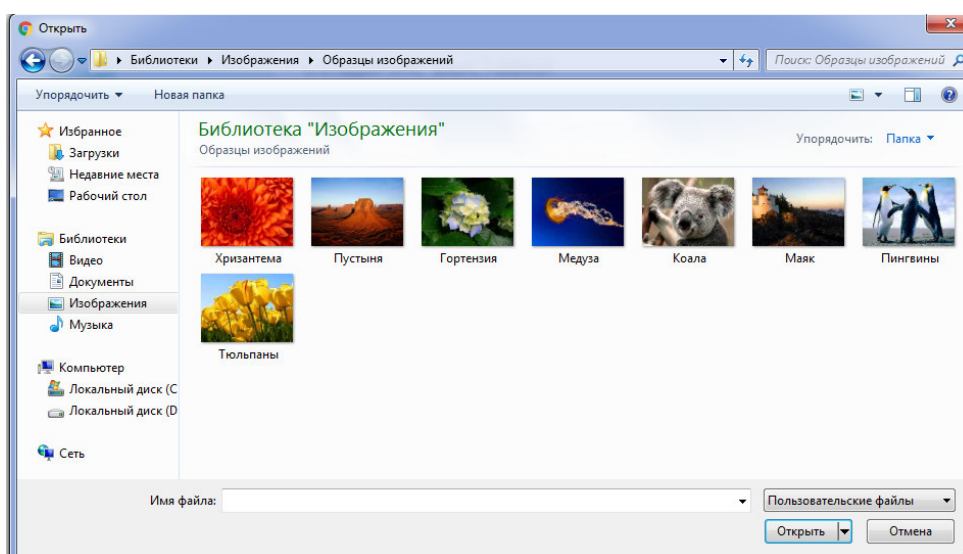 Открыть
Библиотеки ▸ Изображения ▸ Образцы изображений
Поиск: Образцы изображений
Упорядочить
Новая папка
Избранное
Загрузки
Недавние места
Рабочий стол
Библиотеки
Видео
Документы
Изображения
Музыка
Компьютер
Локальный диск (C
Локальный диск (D
Сеть
Библиотека "Изображения"
Образцы изображений
Упорядочить: Папка
Хризантема Пустыня Гортензия Медуза Коала Маяк Пингвины
Тюльпаны
Имя файла:
Пользовательские файлы
Открыть Отмена